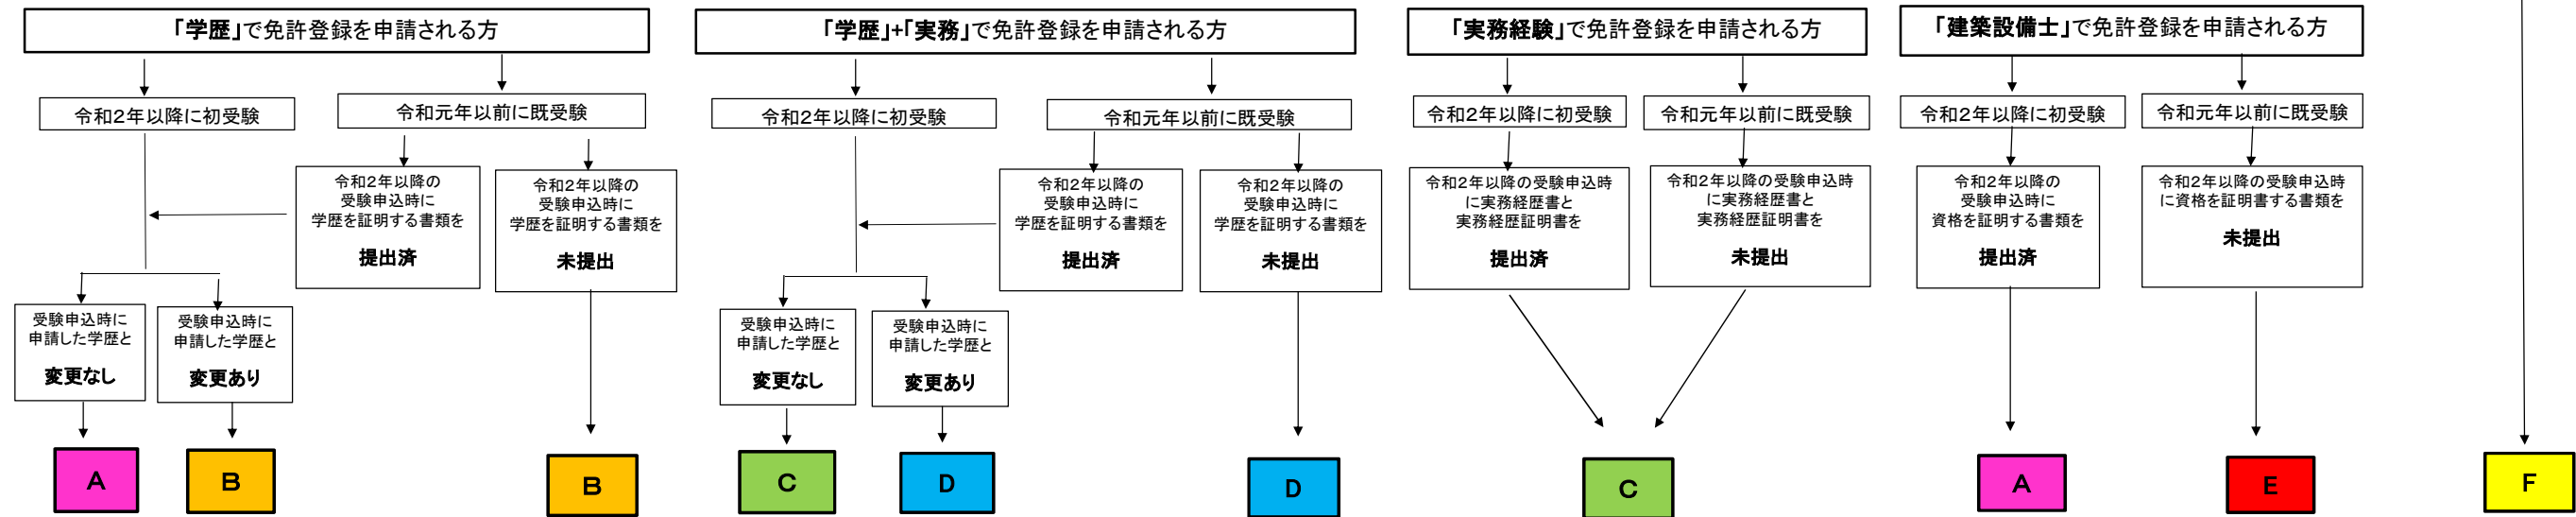 「学歴」で免許登録を申請される方
令和2年以降に初受験
令和元年以前に既受験
令和2年以降の
受験申込時に
学歴を証明する書類を
提出済
令和2年以降の
受験申込時に
学歴を証明する書類を
未提出
受験申込時に
申請した学歴と
変更なし
受験申込時に
申請した学歴と
変更あり
A
B
B
「学歴」+「実務」で免許登録を申請される方
令和2年以降に初受験
令和元年以前に既受験
令和2年以降の
受験申込時に
学歴を証明する書類を
提出済
令和2年以降の
受験申込時に
学歴を証明する書類を
未提出
受験申込時に
申請した学歴と
変更なし
受験申込時に
申請した学歴と
変更あり
C
D
D
「実務経験」で免許登録を申請される方
令和2年以降に初受験
令和元年以前に既受験
令和2年以降の受験申込時
に実務経歴書と
実務経歴証明書を
提出済
令和2年以降の受験申込時
に実務経歴書と
実務経歴証明書を
未提出
C
「建築設備士」で免許登録を申請される方
令和2年以降に初受験
令和元年以前に既受験
令和2年以降の
受験申込時に
資格を証明する書類を
提出済
令和2年以降の受験申込時
に資格を証明書する書類を
未提出
A
E
F